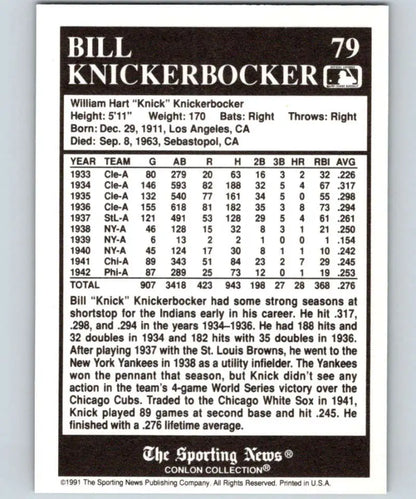 BILL 79
KNICKERBOCKER
William Hart "Knick" Knickerbocker
Height: 5'11" Weight: 170 Bats: Right Throws: Right
Born: Dec. 29, 1911, Los Angeles, CA
Died: Sep. 8, 1963, Sebastopol, CA
YEAR TEAM G AB R H 2B 3B HR RBI AVG
1933 Cle-A 80 279 20 63 16 3 2 32 .226
1934 Cle-A 146 593 82 188 32 5 4 67 .317
1935 Cle-A 132 540 77 161 34 5 0 55 .298
1936 Cle-A 155 618 81 182 35 3 8 73 .294
1937 StL-A 121 491 53 128 29 5 4 61 .261
1938 NY-A 46 128 15 32 8 3 1 21 .250
1939 NY-A 6 13 2 2 1 0 0 1 .154
1940 NY-A 45 124 17 30 8 1 1 10 .242
1941 Chi-A 89 343 51 84 23 2 7 29 .245
1942 Phi-A 87 289 25 73 12 0 1 19 .253
TOTAL 907 3418 423 943 198 27 28 368 .276
Bill "Knick" Knickerbocker had some strong seasons at
shortstop for the Indians early in his career. He hit .317,
.298, and .294 in the years 1934–1936. He had 188 hits and
32 doubles in 1934 and 182 hits with 35 doubles in 1936.
After playing 1937 with the St. Louis Browns, he went to the
New York Yankees in 1938 as a utility infielder. The Yankees
won the pennant that season, but Knick didn't see any
action in the team's 4-game World Series victory over the
Chicago Cubs. Traded to the Chicago White Sox in 1941,
Knick played 89 games at second base and hit .245. He
finished with a .276 lifetime average.
The Sporting News®
CONLON COLLECTION®
©1991 The Sporting News Publishing Company. All Rights Reserved. Printed in U.S.A.